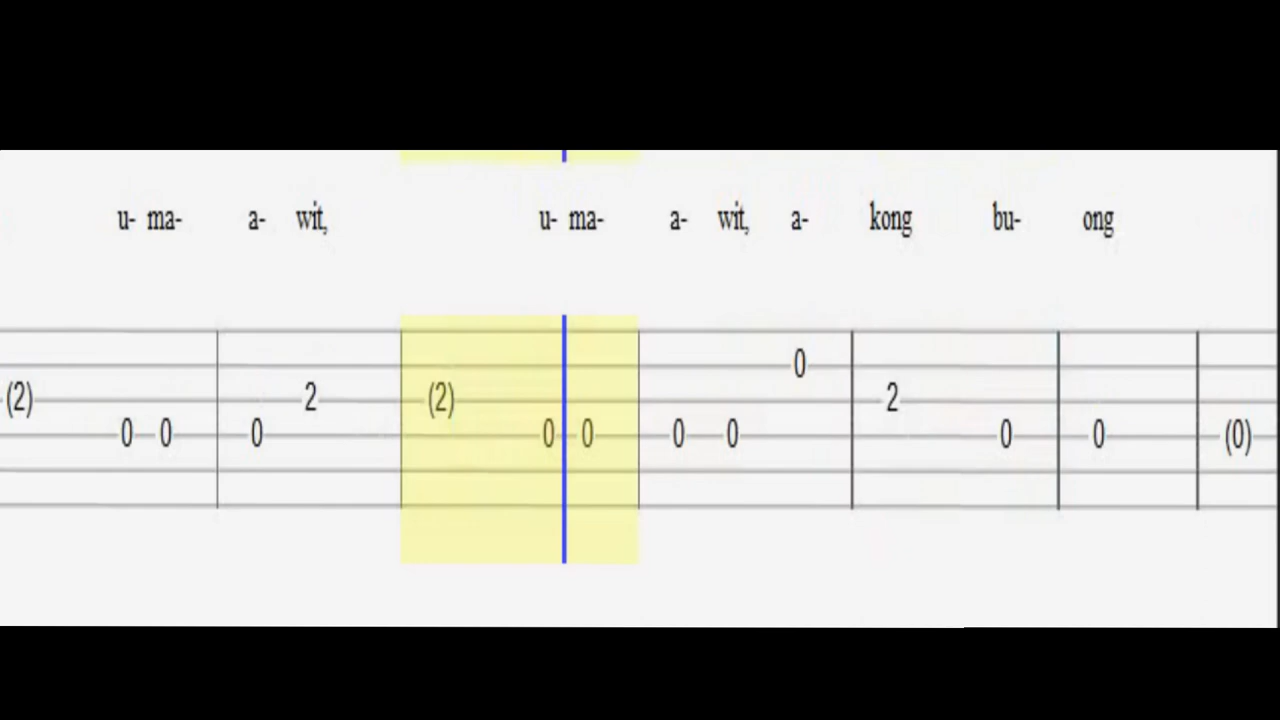 u- ma- a- wit, u- ma- a- wit, a- kong bu- ong
0
(2) 2 (2) 2
0 0 0 0 0 0 0 0 0 (0)